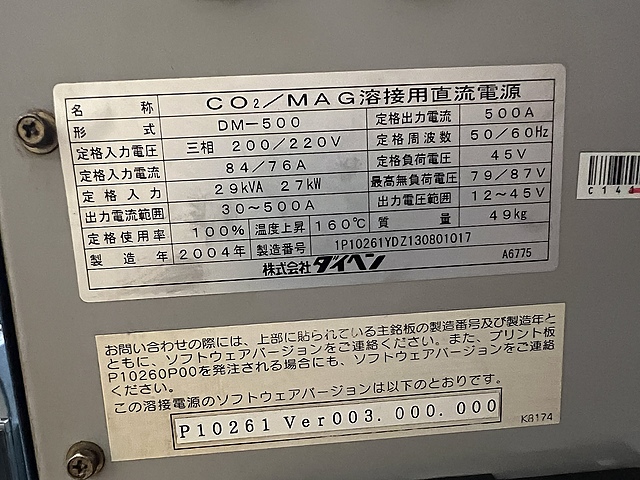 名 称 CO₂/MAG溶接用直流電源
形 式 DM-500 定格出力電流 500A
定格入力電圧 三相 200/220V 定格周波数 50/60Hz
定格入力電流 84/76A 定格負荷電圧 45V
定格入力 29kVA 27kW 最高無負荷電圧 79/87V
出力電流範囲 30~500A 出力電圧範囲 12~45V
定格使用率 100% 温度上昇 160℃ 質 量 49kg
製造年 2004年 製造番号 1P10261YDZ130801017
株式会社ダイヘン A6775
お問い合わせの際には、上部に貼られている主銘板の製造番号及び製造年と
ともに、ソフトウェアバージョンをご連絡ください。また、プリント板
P10260P00を発注される場合にも、ソフトウェアバージョンをご連絡
ください。
この溶接電源のソフトウェアバージョンは以下のとおりです。
P10261 Ver003.000.000
K8174